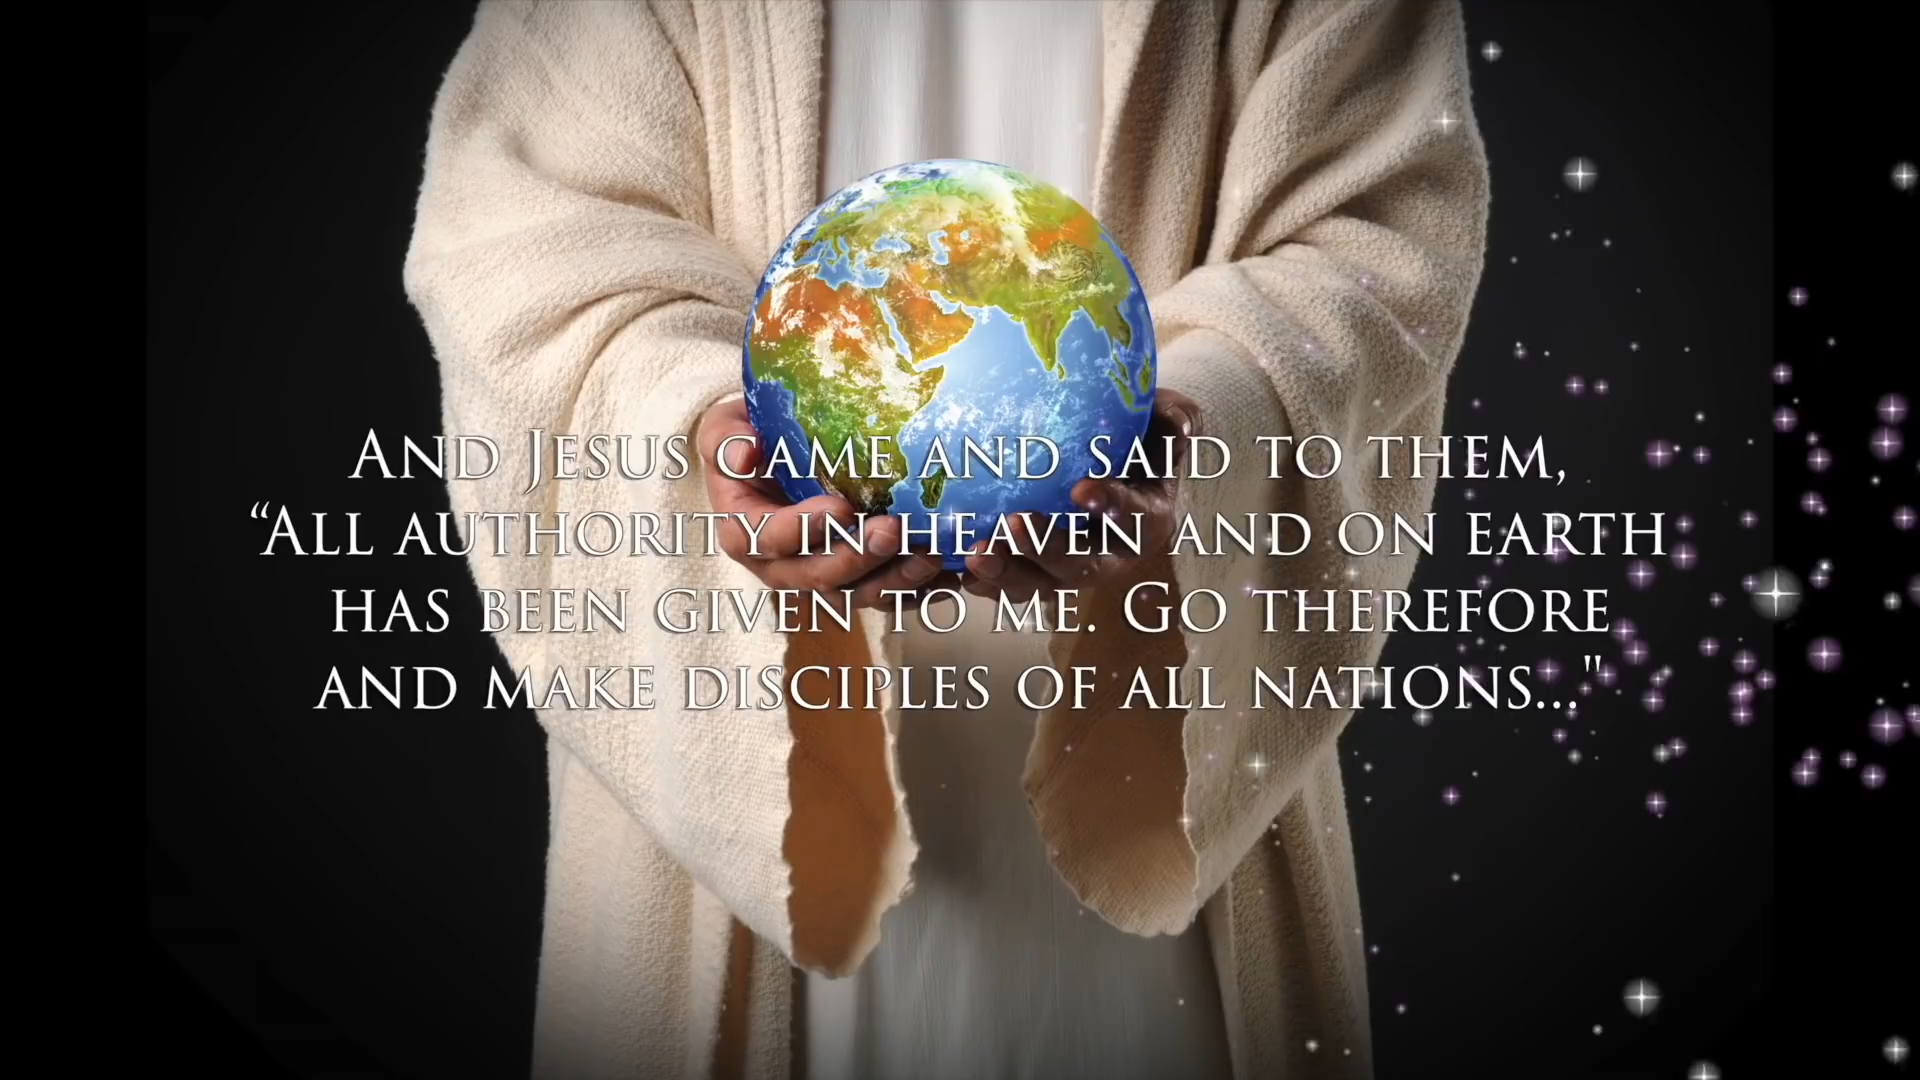 And Jesus came and said to them,
“All authority in heaven and on earth
has been given to me. Go therefore
and make disciples of all nations..."